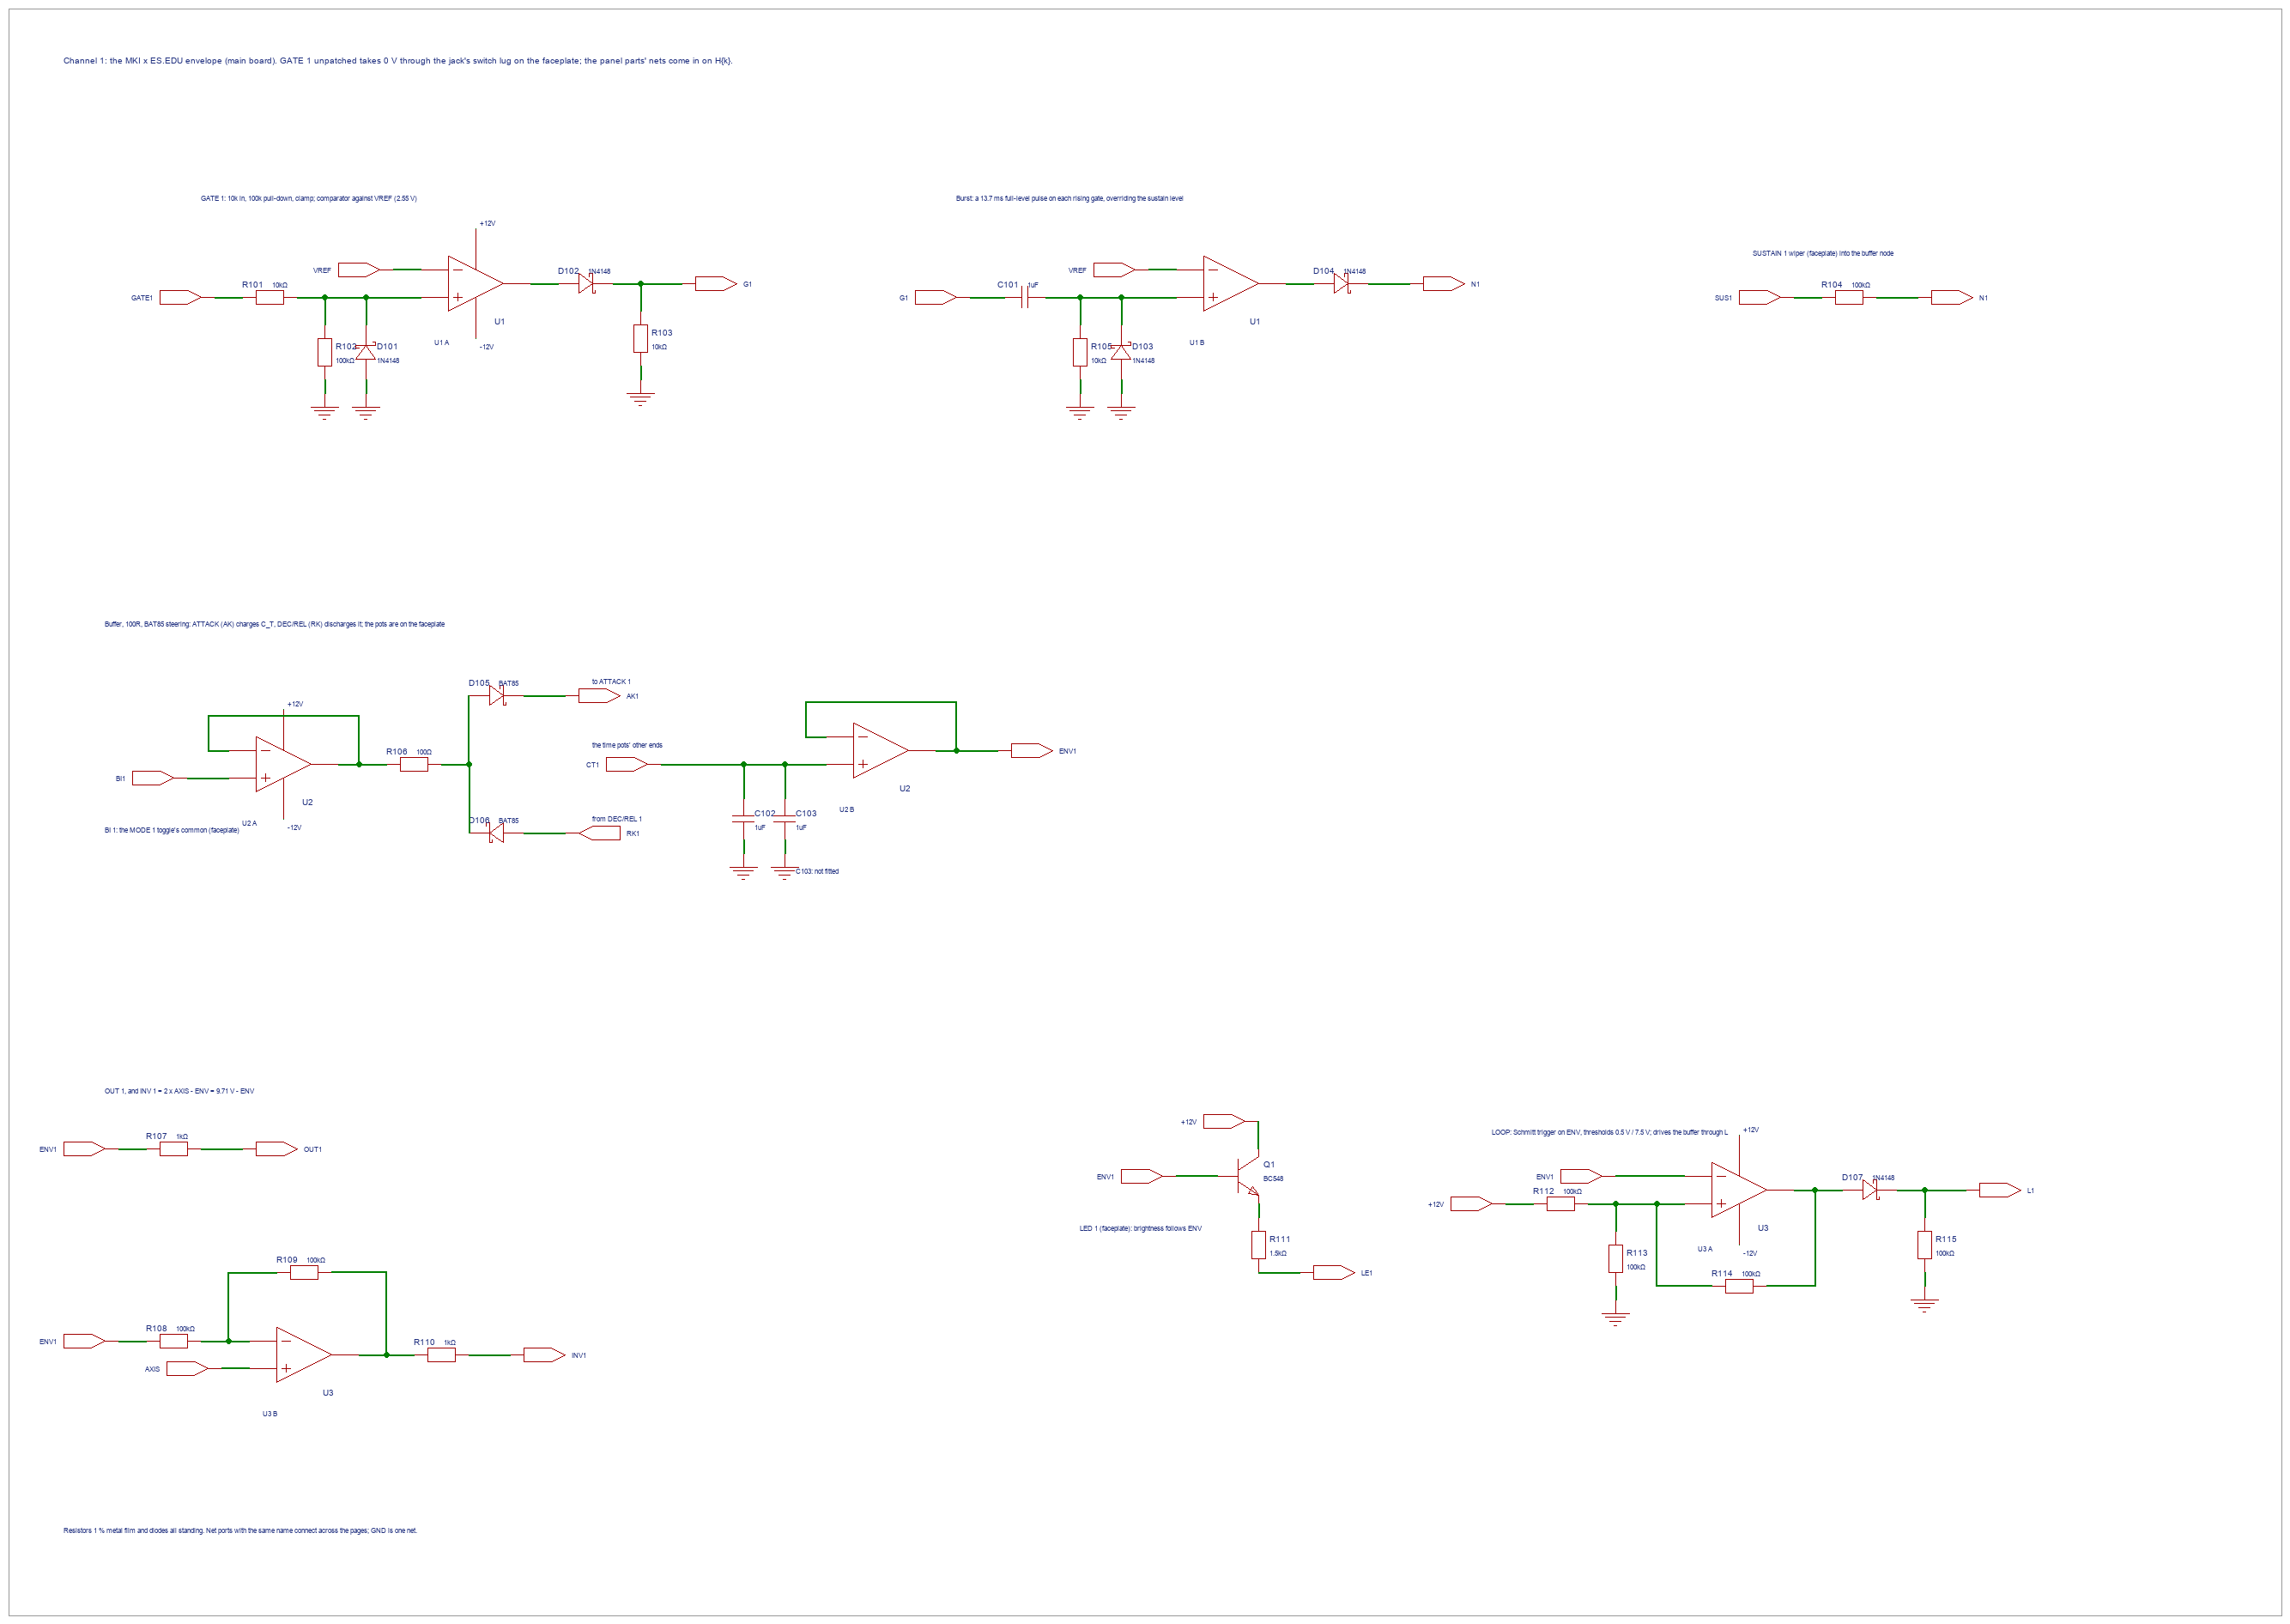 Channel 1: the MKI x ES.EDU envelope (main board). GATE 1 unpatched takes 0 V through the jack's switch lug on the faceplate; the panel parts' nets come in on H{k}.
GATE 1: 10k in, 100k pull-down, clamp; comparator against VREF (2.55 V)
Burst: a 13.7 ms full-level pulse on each rising gate, overriding the sustain level
SUSTAIN 1 wiper (faceplate) into the buffer node
+12V
VREF
D102 1N4148
G1
GATE1
R101 10kΩ
U1
U1 A
-12V
R102
100kΩ
D101
1N4148
R103
10kΩ
VREF
D104 1N4148
N1
G1
C101 1uF
U1
U1 B
R105
10kΩ
D103
1N4148
SUS1
R104 100kΩ
N1
Buffer, 100R, BAT85 steering: ATTACK (AK) charges C_T, DEC/REL (RK) discharges it; the pots are on the faceplate
D105 BAT85
to ATTACK 1
AK1
+12V
R106 100Ω
BI1
U2
U2 A
-12V
BI 1: the MODE 1 toggle's common (faceplate)
D106 BAT85
from DEC/REL 1
RK1
the time pots' other ends
CT1
C102
1uF
C103
1uF
C103: not fitted
U2
U2 B
ENV1
OUT 1, and INV 1 = 2 x AXIS - ENV = 9.71 V - ENV
ENV1
R107 1kΩ
OUT1
R109 100kΩ
ENV1
R108 100kΩ
AXIS
U3
U3 B
R110 1kΩ
INV1
+12V
ENV1
Q1
BC548
LED 1 (faceplate): brightness follows ENV
R111
1.5kΩ
LE1
LOOP: Schmitt trigger on ENV, thresholds 0.5 V / 7.5 V; drives the buffer through L
+12V
ENV1
+12V
R112 100kΩ
U3
U3 A
-12V
R113
100kΩ
R114 100kΩ
D107 1N4148
L1
R115
100kΩ
Resistors 1 % metal film and diodes all standing. Net ports with the same name connect across the pages; GND is one net.